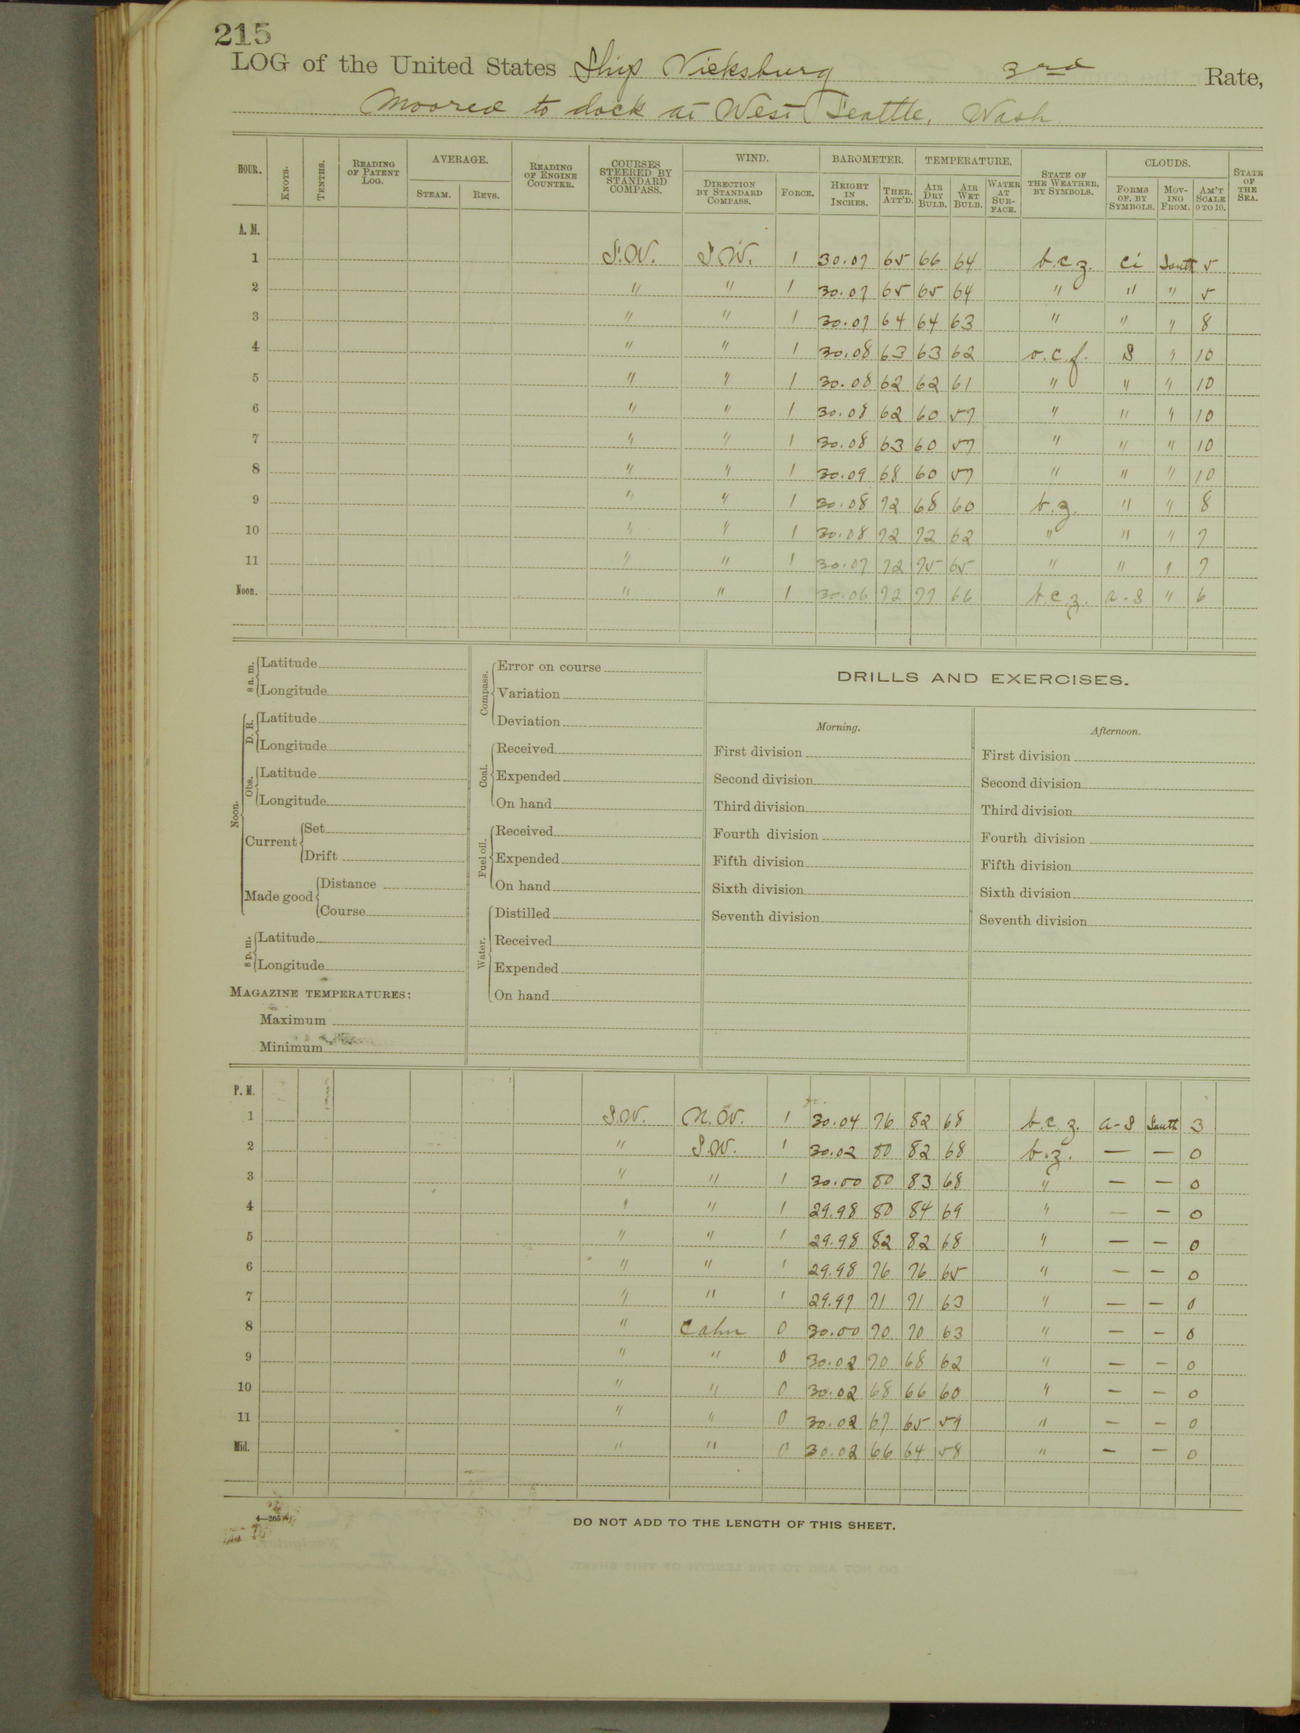 215
LOG of the United States Ship Vicksburg 3rd Rate,
Moored to dock at West Seattle, Wash
HOUR. KNOTS. TENTHS. READING OF PATENT LOG. AVERAGE. STEAM. REVS. READING OF ENGINE COUNTER. COURSES STEERED BY STANDARD COMPASS. WIND. DIRECTION BY STANDARD COMPASS. FORCE. BAROMETER. HEIGHT IN INCHES. THER. ATT'D. TEMPERATURE. AIR DRY BULB. AIR WET BULB. WATER AT SURFACE. STATE OF THE WEATHER, BY SYMBOLS. CLOUDS. FORMS OF, BY SYMBOLS. MOVING FROM. AM'T SCALE 0 TO 10. STATE OF THE SEA.
A. M.
1 S.W. S.W. 1 30.07 65 66 64 b.c.z. Ci South 5
2 " " 1 30.07 65 65 64 " " " 5
3 " " 1 30.07 64 64 63 " " " 8
4 " " 1 30.08 63 63 62 o.c.f. S " 10
5 " " 1 30.08 62 62 61 " " " 10
6 " " 1 30.08 62 60 57 " " " 10
7 " " 1 30.08 63 60 57 " " " 10
8 " " 1 30.09 68 60 57 " " " 10
9 " " 1 30.08 72 68 60 b.z. " " 8
10 " " 1 30.08 72 72 62 " " " 7
11 " " 1 30.07 72 75 65 " " " 7
Noon. " " 1 30.06 72 77 66 b.c.z. a-S " 6
8 a. m. Latitude
Longitude
Noon. D. R. Latitude
Longitude
Obs. Latitude
Longitude
Current Set
Drift
Made good Distance
Course
8 p. m. Latitude
Longitude
MAGAZINE TEMPERATURES:
Maximum
Minimum
Compass. Error on course
Variation
Deviation
Coal. Received
Expended
On hand
Fuel oil. Received
Expended
On hand
Water. Distilled
Received
Expended
On hand
DRILLS AND EXERCISES.
Morning.
First division
Second division
Third division
Fourth division
Fifth division
Sixth division
Seventh division
Afternoon.
First division
Second division
Third division
Fourth division
Fifth division
Sixth division
Seventh division
P. M.
1 S.W. N.W. 1 30.04 76 82 68 b.c.z. a-S South 3
2 " S.W. 1 30.02 80 82 68 b.z. — — 0
3 " " 1 30.00 80 83 68 " — — 0
4 " " 1 29.98 80 84 69 " — — 0
5 " " 1 29.98 82 82 68 " — — 0
6 " " 1 29.98 76 76 65 " — — 0
7 " " 1 29.97 71 71 63 " — — 0
8 " Calm 0 30.00 70 70 63 " — — 0
9 " " 0 30.02 70 68 62 " — — 0
10 " " 0 30.02 68 66 60 " — — 0
11 " " 0 30.02 67 65 59 " — — 0
Mid. " " 0 30.02 66 64 58 " — — 0
DO NOT ADD TO THE LENGTH OF THIS SHEET.